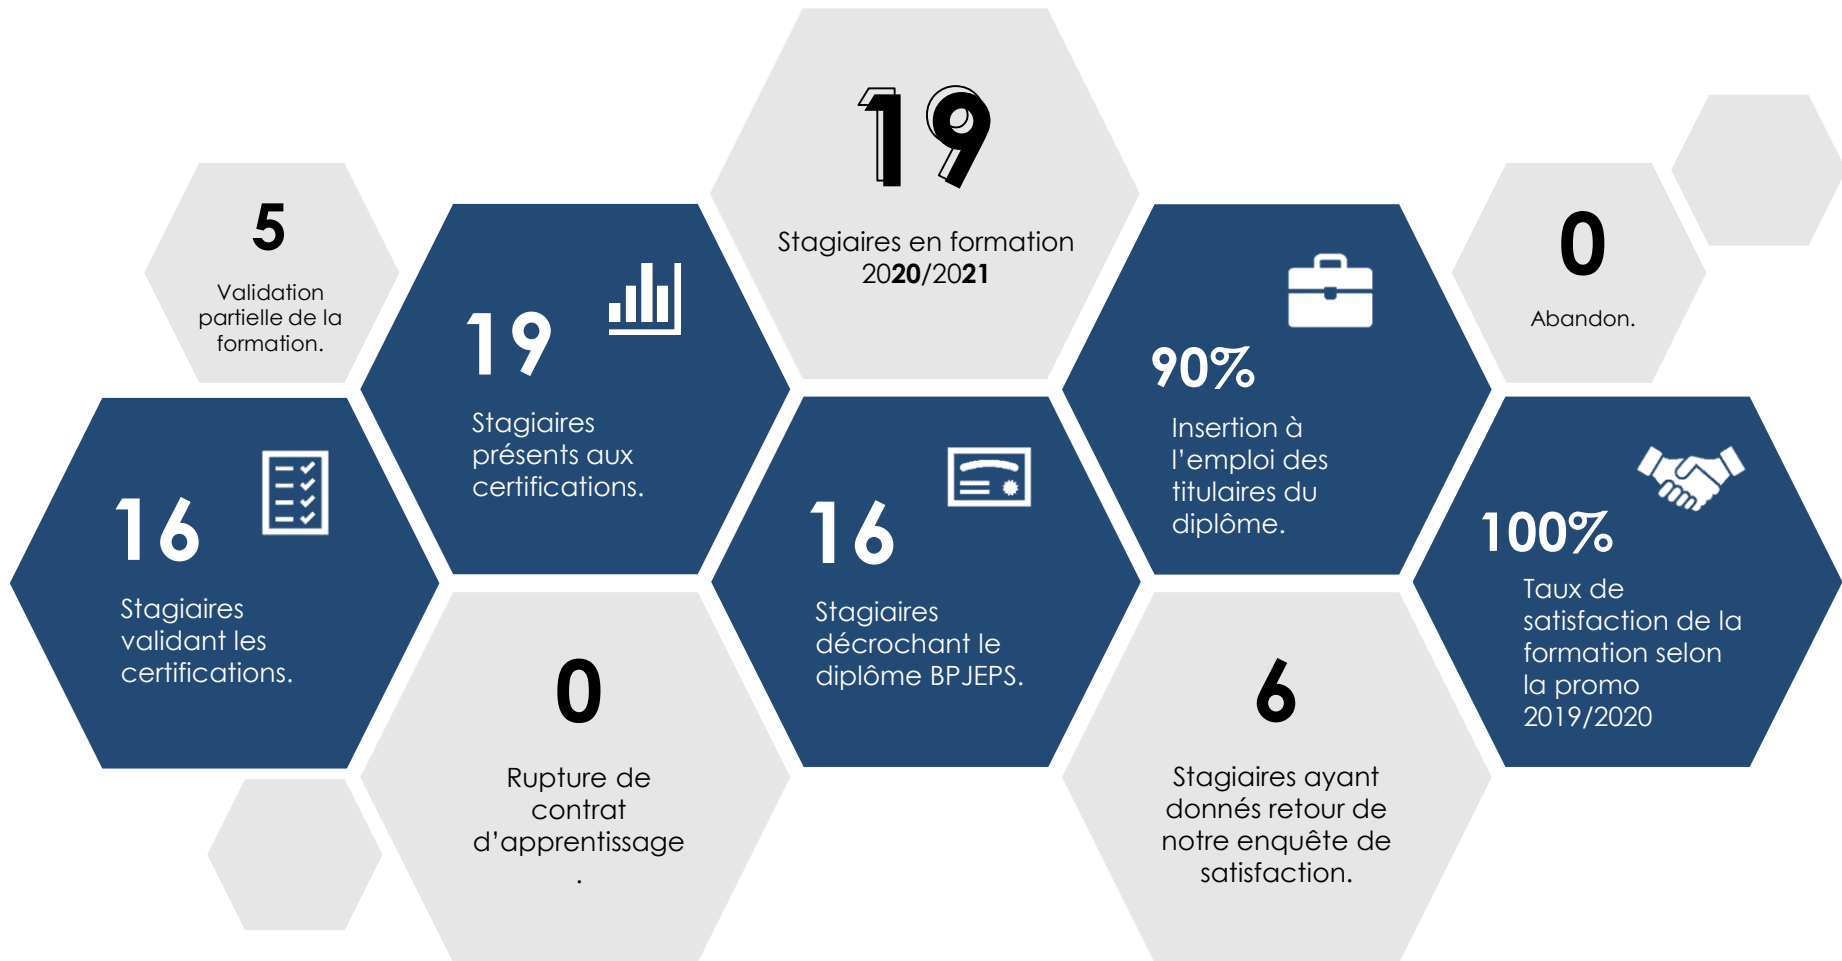 19
Stagiaires en formation
2020/2021
5
Validation
partielle de la
formation.
19
Stagiaires
présents aux
certifications.
90%
Insertion à
l’emploi des
titulaires du
diplôme.
0
Abandon.
16
Stagiaires
validant les
certifications.
16
Stagiaires
décrochant le
diplôme BPJEPS.
100%
Taux de
satisfaction de la
formation selon
la promo
2019/2020
0
Rupture de
contrat
d’apprentissage
.
6
Stagiaires ayant
donnés retour de
notre enquête de
satisfaction.